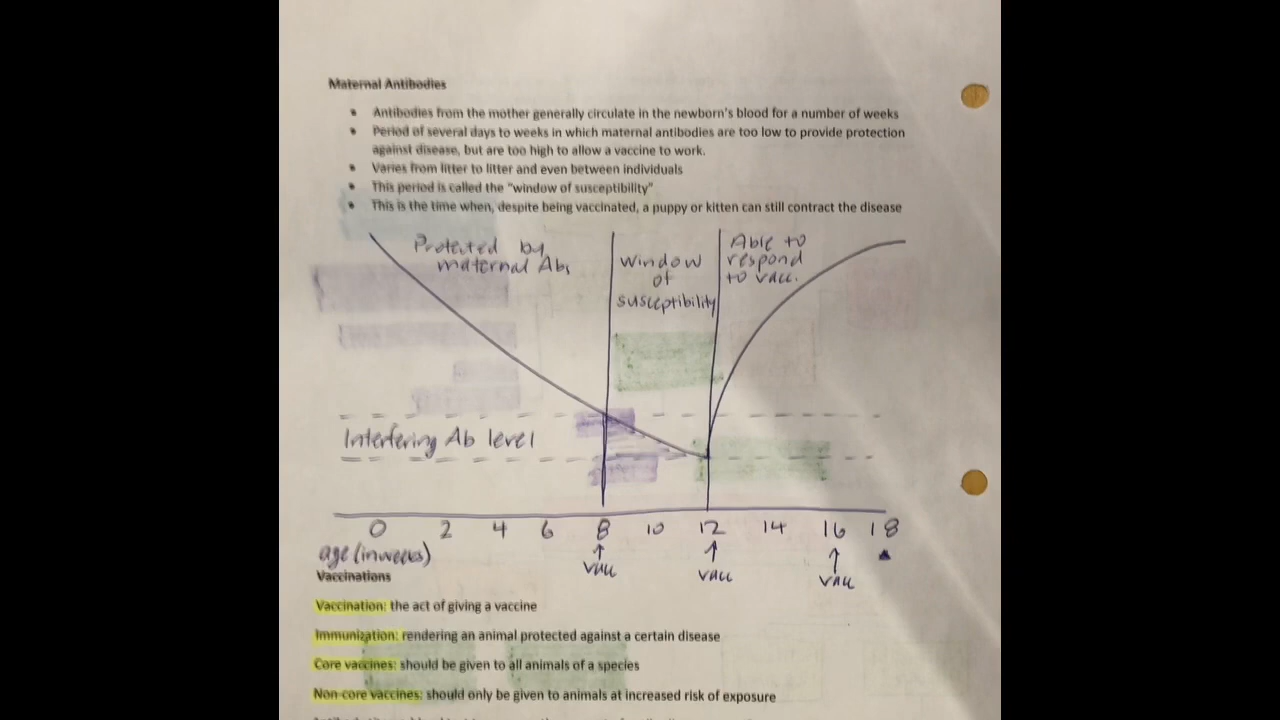 Maternal Antibodies
• Antibodies from the mother generally circulate in the newborn's blood for a number of weeks
• Period of several days to weeks in which maternal antibodies are too low to provide protection
against disease, but are too high to allow a vaccine to work.
• Varies from litter to litter and even between individuals
• This period is called the "window of susceptibility"
• This is the time when, despite being vaccinated, a puppy or kitten can still contract the disease
Protected by
maternal Abs
window
of
susceptibility
Able to
respond
to vacc.
Interfering Ab level
0 2 4 6 8 10 12 14 16 18
age (in weeks)
vacc
vacc
vacc
Vaccinations
Vaccination: the act of giving a vaccine
Immunization: rendering an animal protected against a certain disease
Core vaccines: should be given to all animals of a species
Non-core vaccines: should only be given to animals at increased risk of exposure